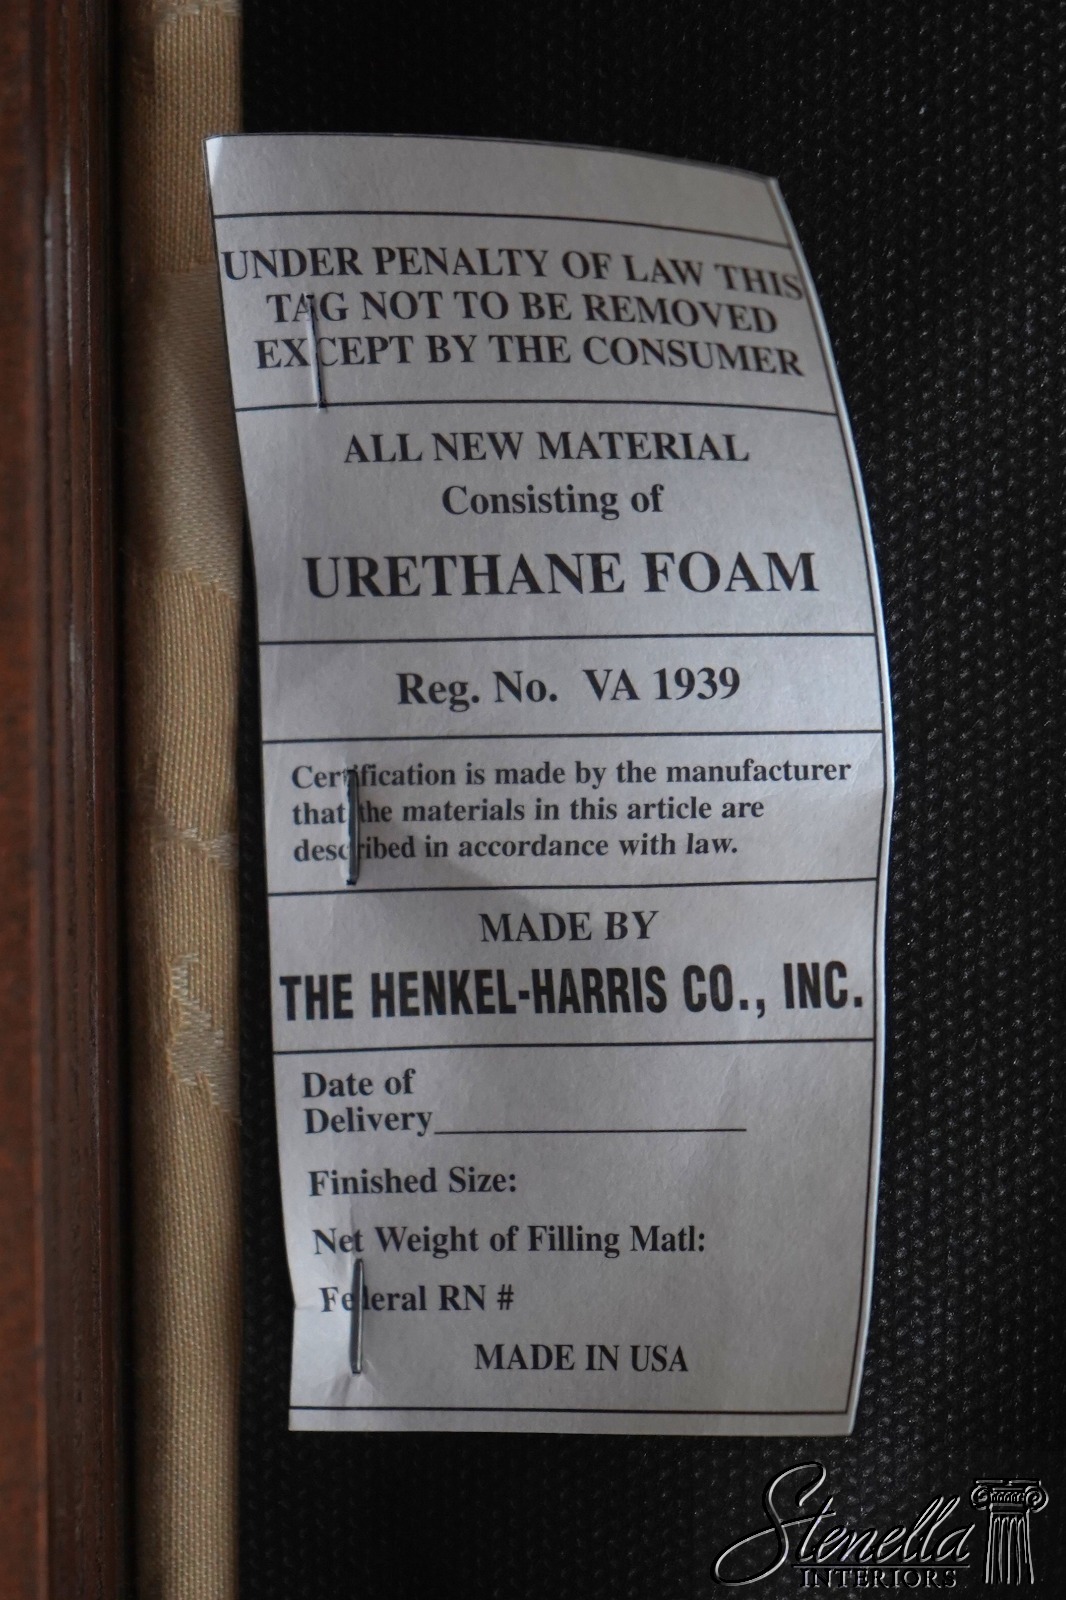 UNDER PENALTY OF LAW THIS
TAG NOT TO BE REMOVED
EXCEPT BY THE CONSUMER
ALL NEW MATERIAL
Consisting of
URETHANE FOAM
Reg. No. VA 1939
Certification is made by the manufacturer
that the materials in this article are
described in accordance with law.
MADE BY
THE HENKEL-HARRIS CO., INC.
Date of
Delivery
Finished Size:
Net Weight of Filling Matl:
Federal RN #
MADE IN USA
Stenella
INTERIORS